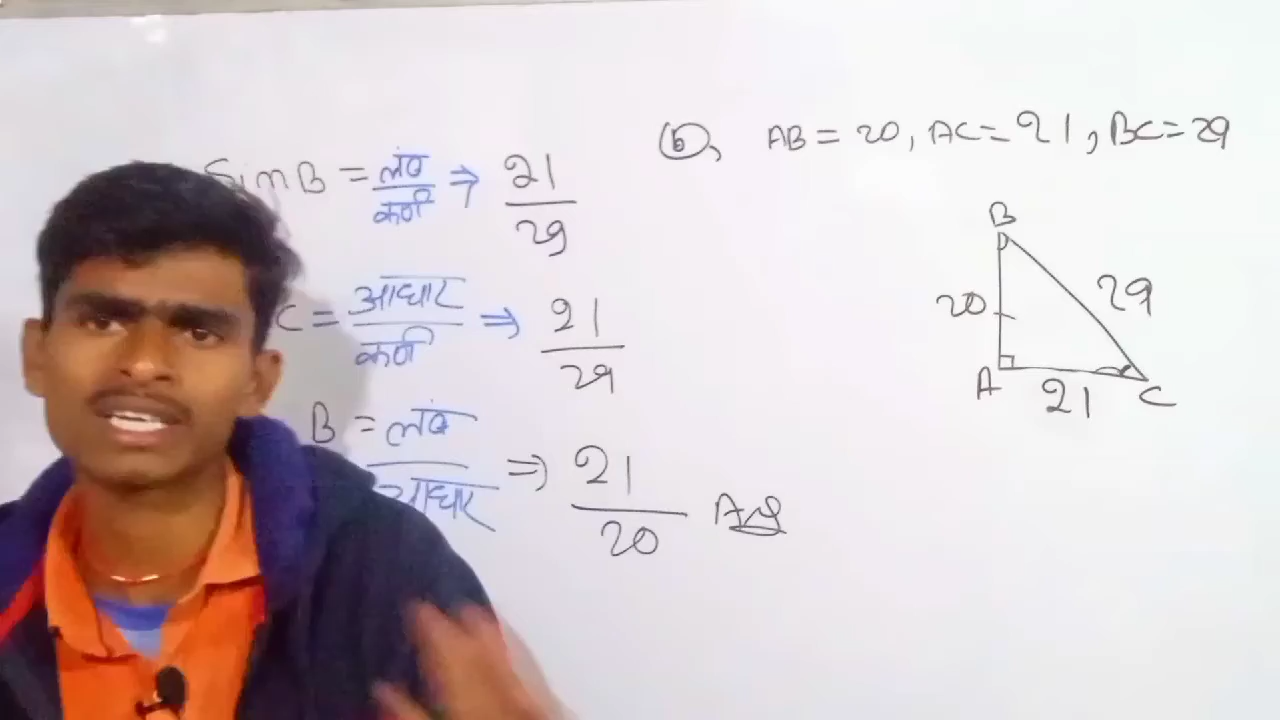 Sin B = लंब / कर्ण ⇒ 21 / 29
C = आधार / कर्ण ⇒ 21 / 29
B = लंब / आधार ⇒ 21 / 20 Ans
(b), AB = 20, AC = 21, BC = 29
B
20
29
A
21
C